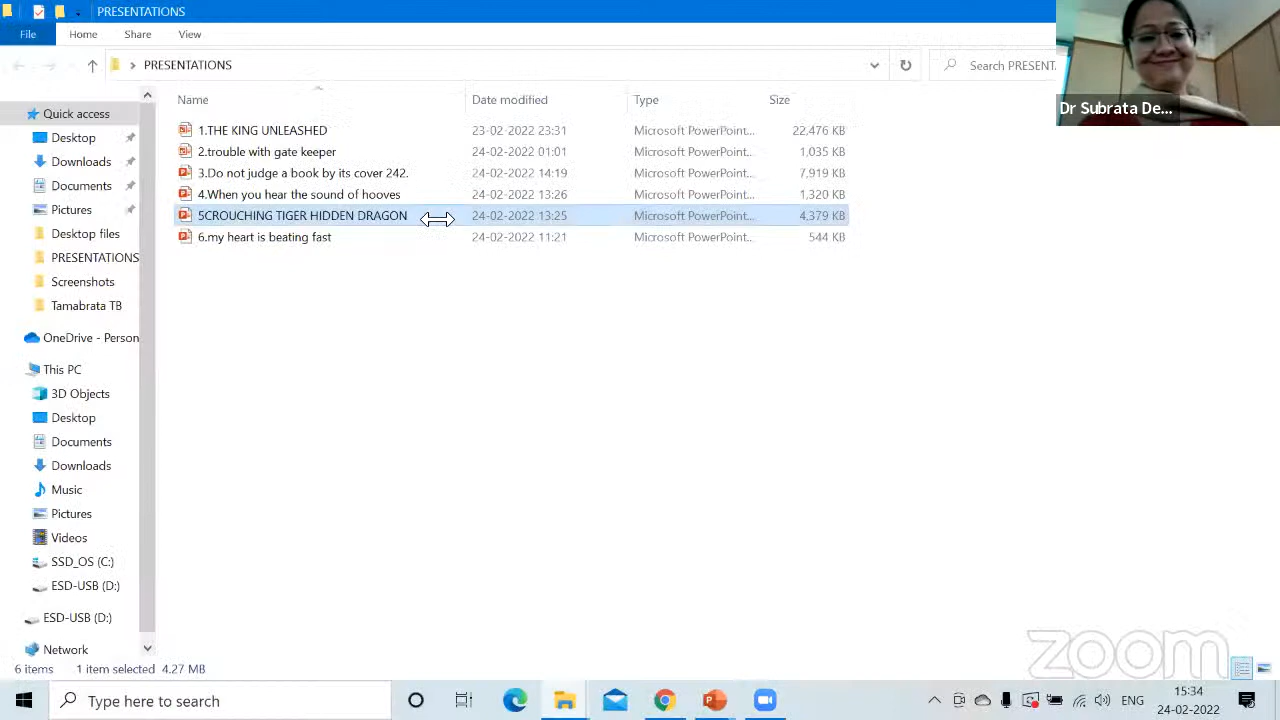 PRESENTATIONS
File Home Share View
PRESENTATIONS
Search PRESENT.
Dr Subrata De...
Name Date modified Type Size
1.THE KING UNLEASHED 23-02-2022 23:31 Microsoft PowerPoint... 22,476 KB
2.trouble with gate keeper 24-02-2022 01:01 Microsoft PowerPoint... 1,035 KB
3.Do not judge a book by its cover 242. 24-02-2022 14:19 Microsoft PowerPoint... 7,919 KB
4.When you hear the sound of hooves 24-02-2022 13:26 Microsoft PowerPoint... 1,320 KB
5CROUCHING TIGER HIDDEN DRAGON 24-02-2022 13:25 Microsoft PowerPoint... 4,379 KB
6.my heart is beating fast 24-02-2022 11:21 Microsoft PowerPoint... 544 KB
Quick access
Desktop
Downloads
Documents
Pictures
Desktop files
PRESENTATIONS
Screenshots
Tamabrata TB
OneDrive - Person
This PC
3D Objects
Desktop
Documents
Downloads
Music
Pictures
Videos
SSD_OS (C:)
ESD-USB (D:)
ESD-USB (D:)
Network
6 items 1 item selected 4.27 MB
zoom
Type here to search
ENG
15:34
24-02-2022